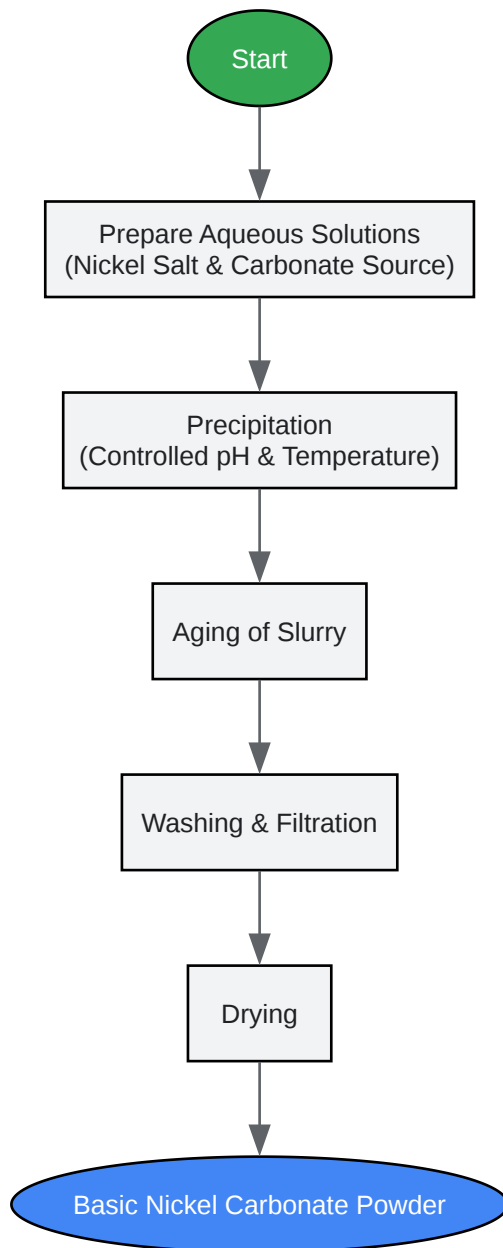 Start
Prepare Aqueous Solutions
(Nickel Salt & Carbonate Source)
Precipitation
(Controlled pH & Temperature)
Aging of Slurry
Washing & Filtration
Drying
Basic Nickel Carbonate Powder